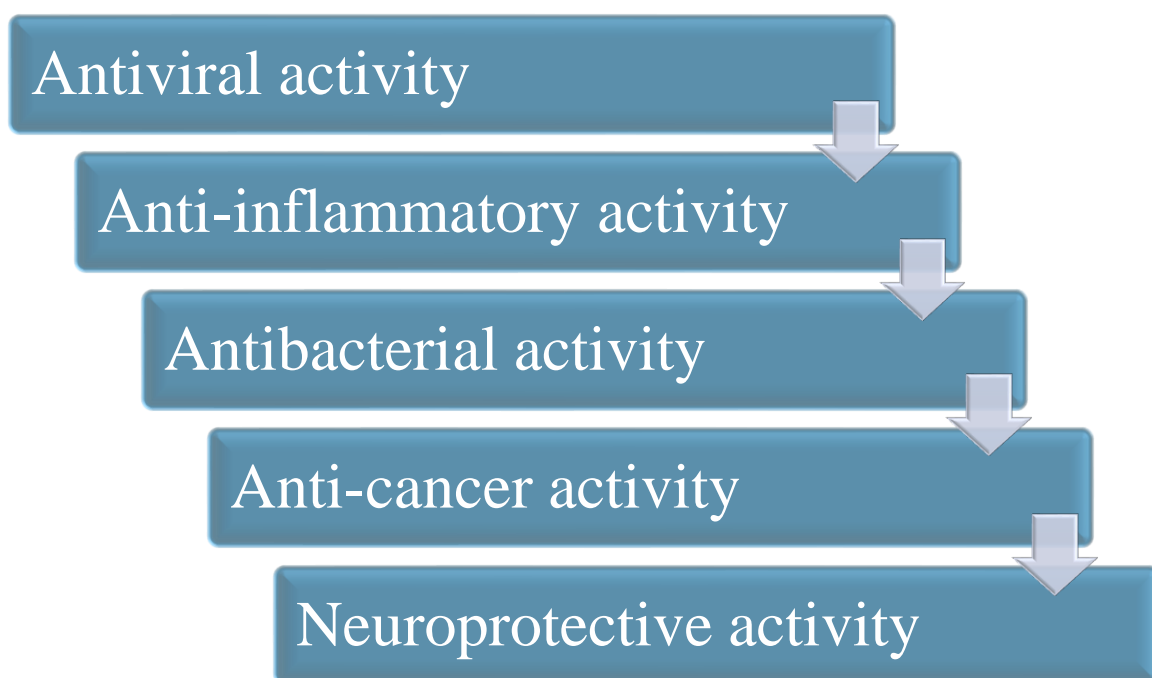 Antiviral activity
Anti-inflammatory activity
Antibacterial activity
Anti-cancer activity
Neuroprotective activity